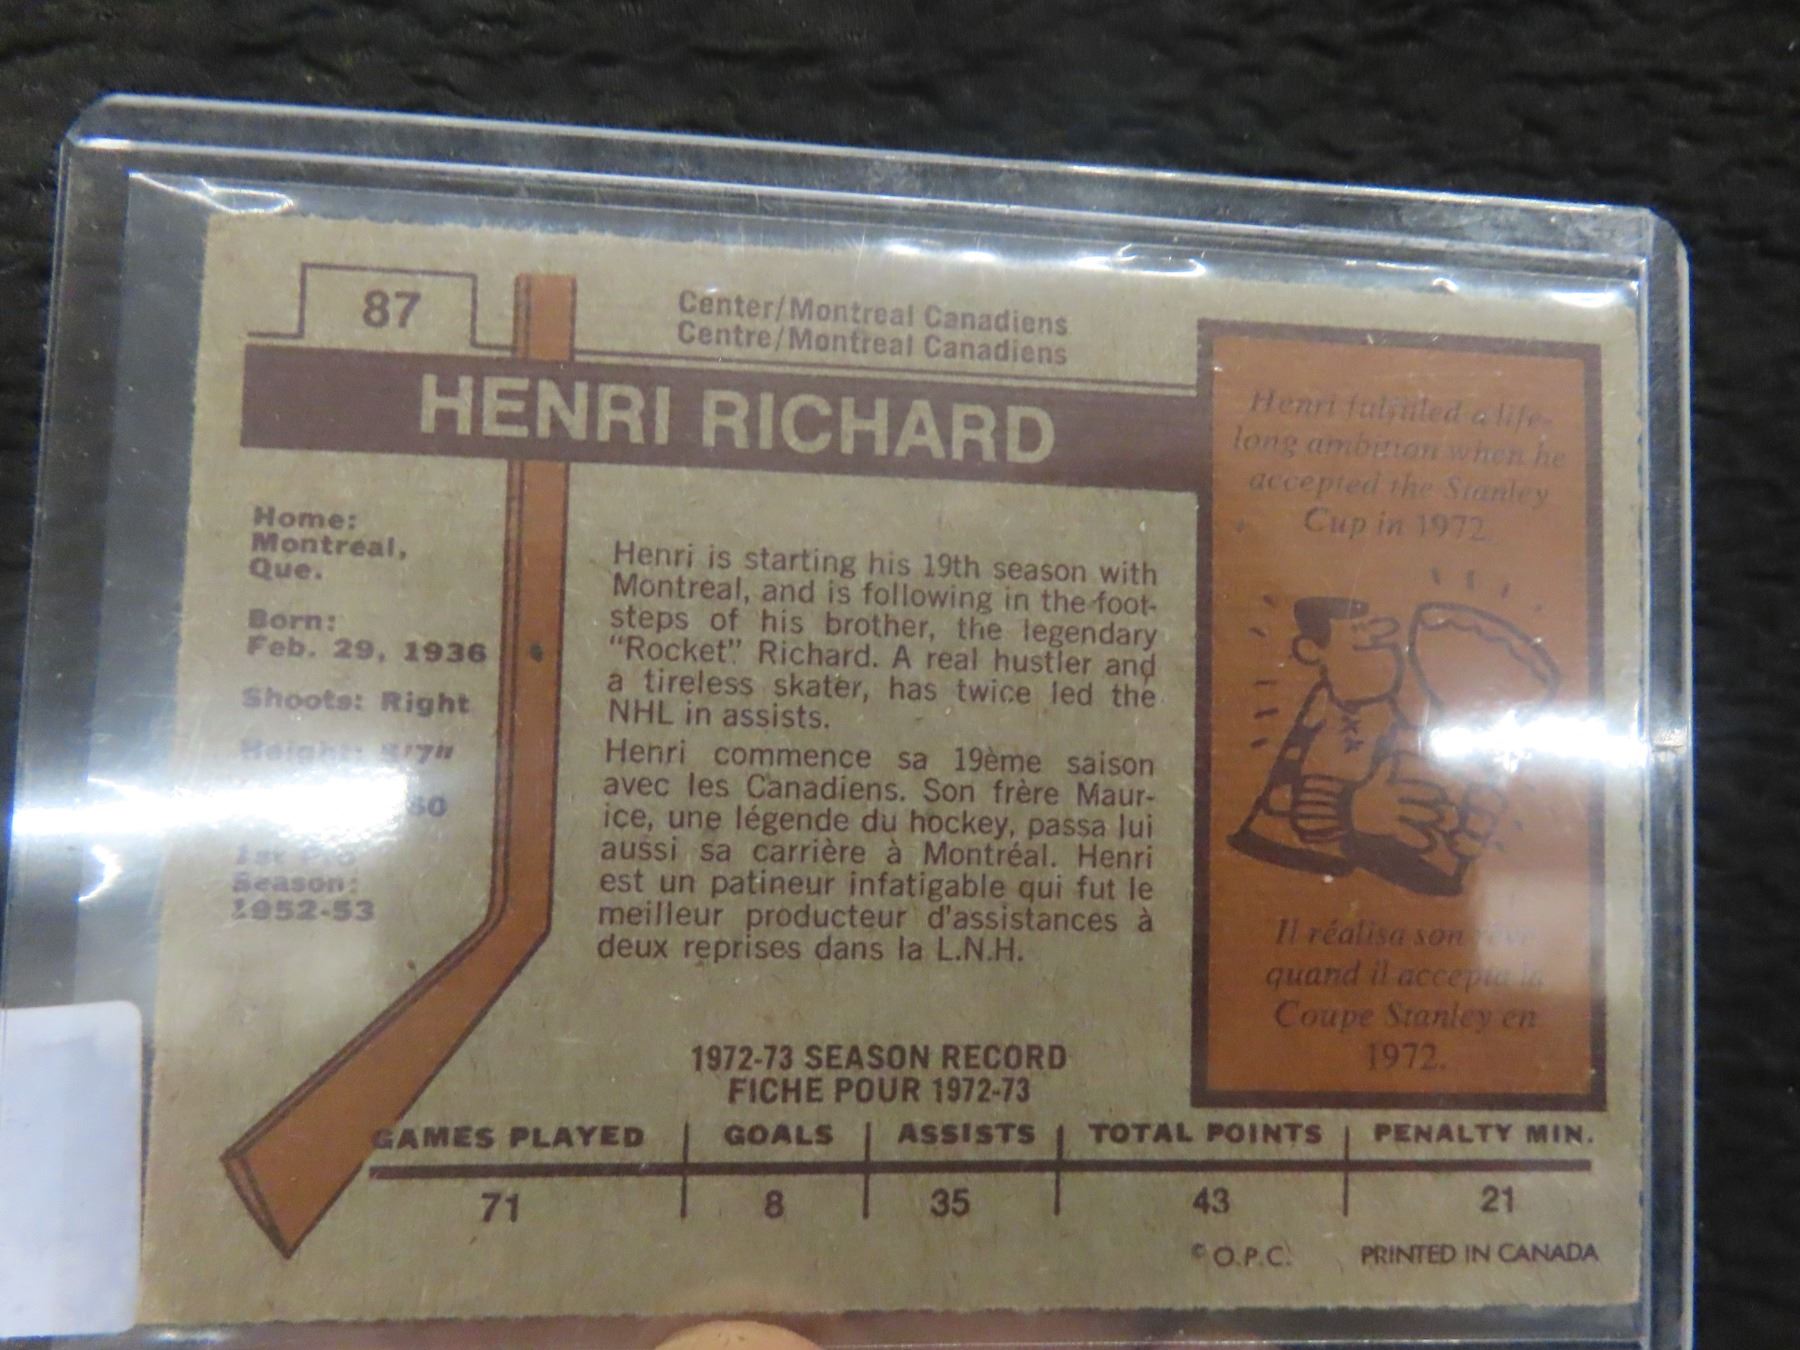 87
Center/Montreal Canadiens
Centre/Montreal Canadiens
HENRI RICHARD
Home:
Montreal,
Que.
Born:
Feb. 29, 1936
Shoots: Right
Height: 5'7"
60
1st Pro
Season:
1952-53
Henri is starting his 19th season with
Montreal, and is following in the foot-
steps of his brother, the legendary
"Rocket" Richard. A real hustler and
a tireless skater, has twice led the
NHL in assists.
Henri commence sa 19ème saison
avec les Canadiens. Son frère Maur-
ice, une légende du hockey, passa lui
aussi sa carrière à Montréal. Henri
est un patineur infatigable qui fut le
meilleur producteur d'assistances à
deux reprises dans la L.N.H.
Henri fulfilled a life-
long ambition when he
accepted the Stanley
Cup in 1972.
Il réalisa son rêve
quand il accepta la
Coupe Stanley en
1972.
1972-73 SEASON RECORD
FICHE POUR 1972-73
GAMES PLAYED GOALS ASSISTS TOTAL POINTS PENALTY MIN.
71 8 35 43 21
© O.P.C. PRINTED IN CANADA